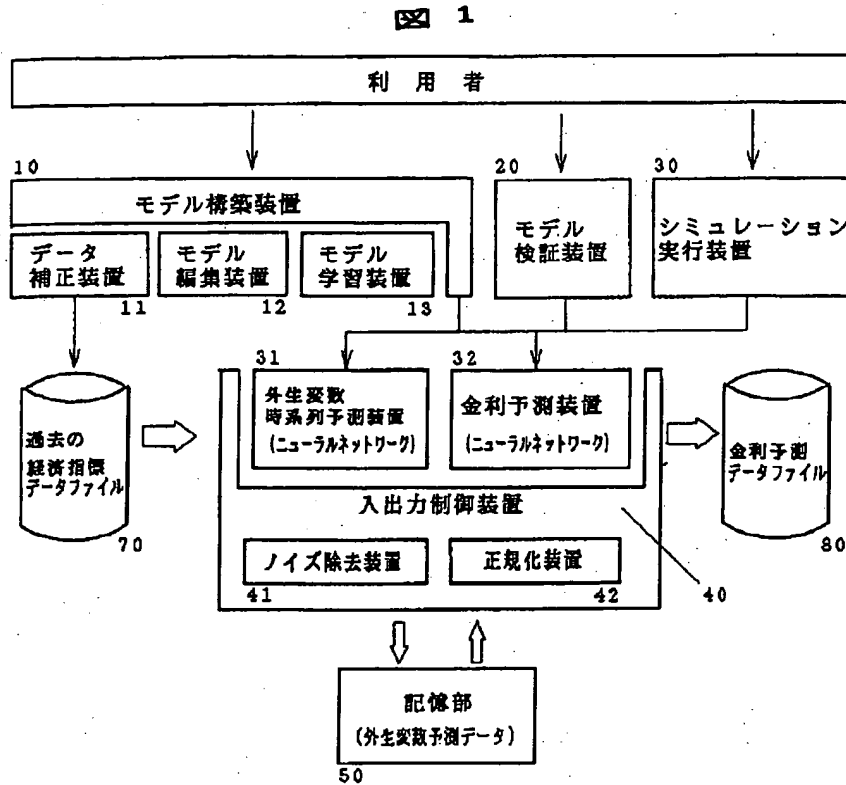 図 1
利 用 者
10
モデル構築装置
20
モデル
検証装置
30
シミュレーション
実行装置
データ
補正装置
11
モデル
編集装置
12
モデル
学習装置
13
31
外生変数
時系列予測装置
(ニューラルネットワーク)
32
金利予測装置
(ニューラルネットワーク)
過去の
経済指標
データファイル
70
金利予測
データファイル
80
入出力制御装置
ノイズ除去装置
41
正規化装置
42
40
記憶部
(外生変数予測データ)
50